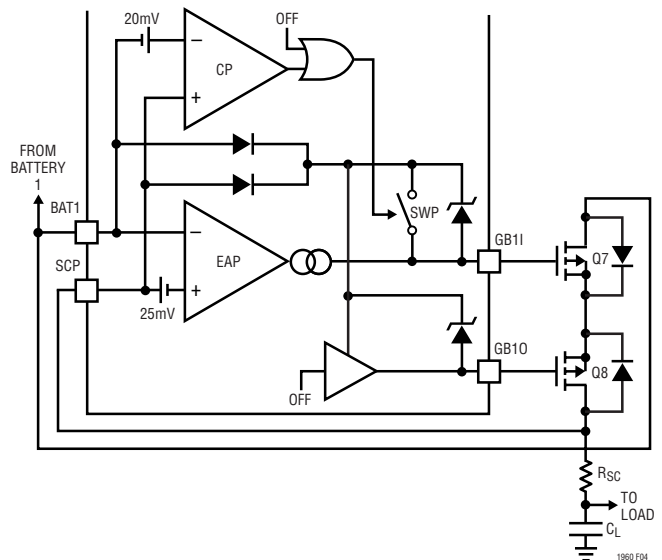 20mV
OFF
CP
−
+
FROM
BATTERY
1
BAT1
SWP
−
EAP
+
GB1I
Q7
SCP
25mV
GB1O
Q8
OFF
RSC
TO
LOAD
CL
1960 F04